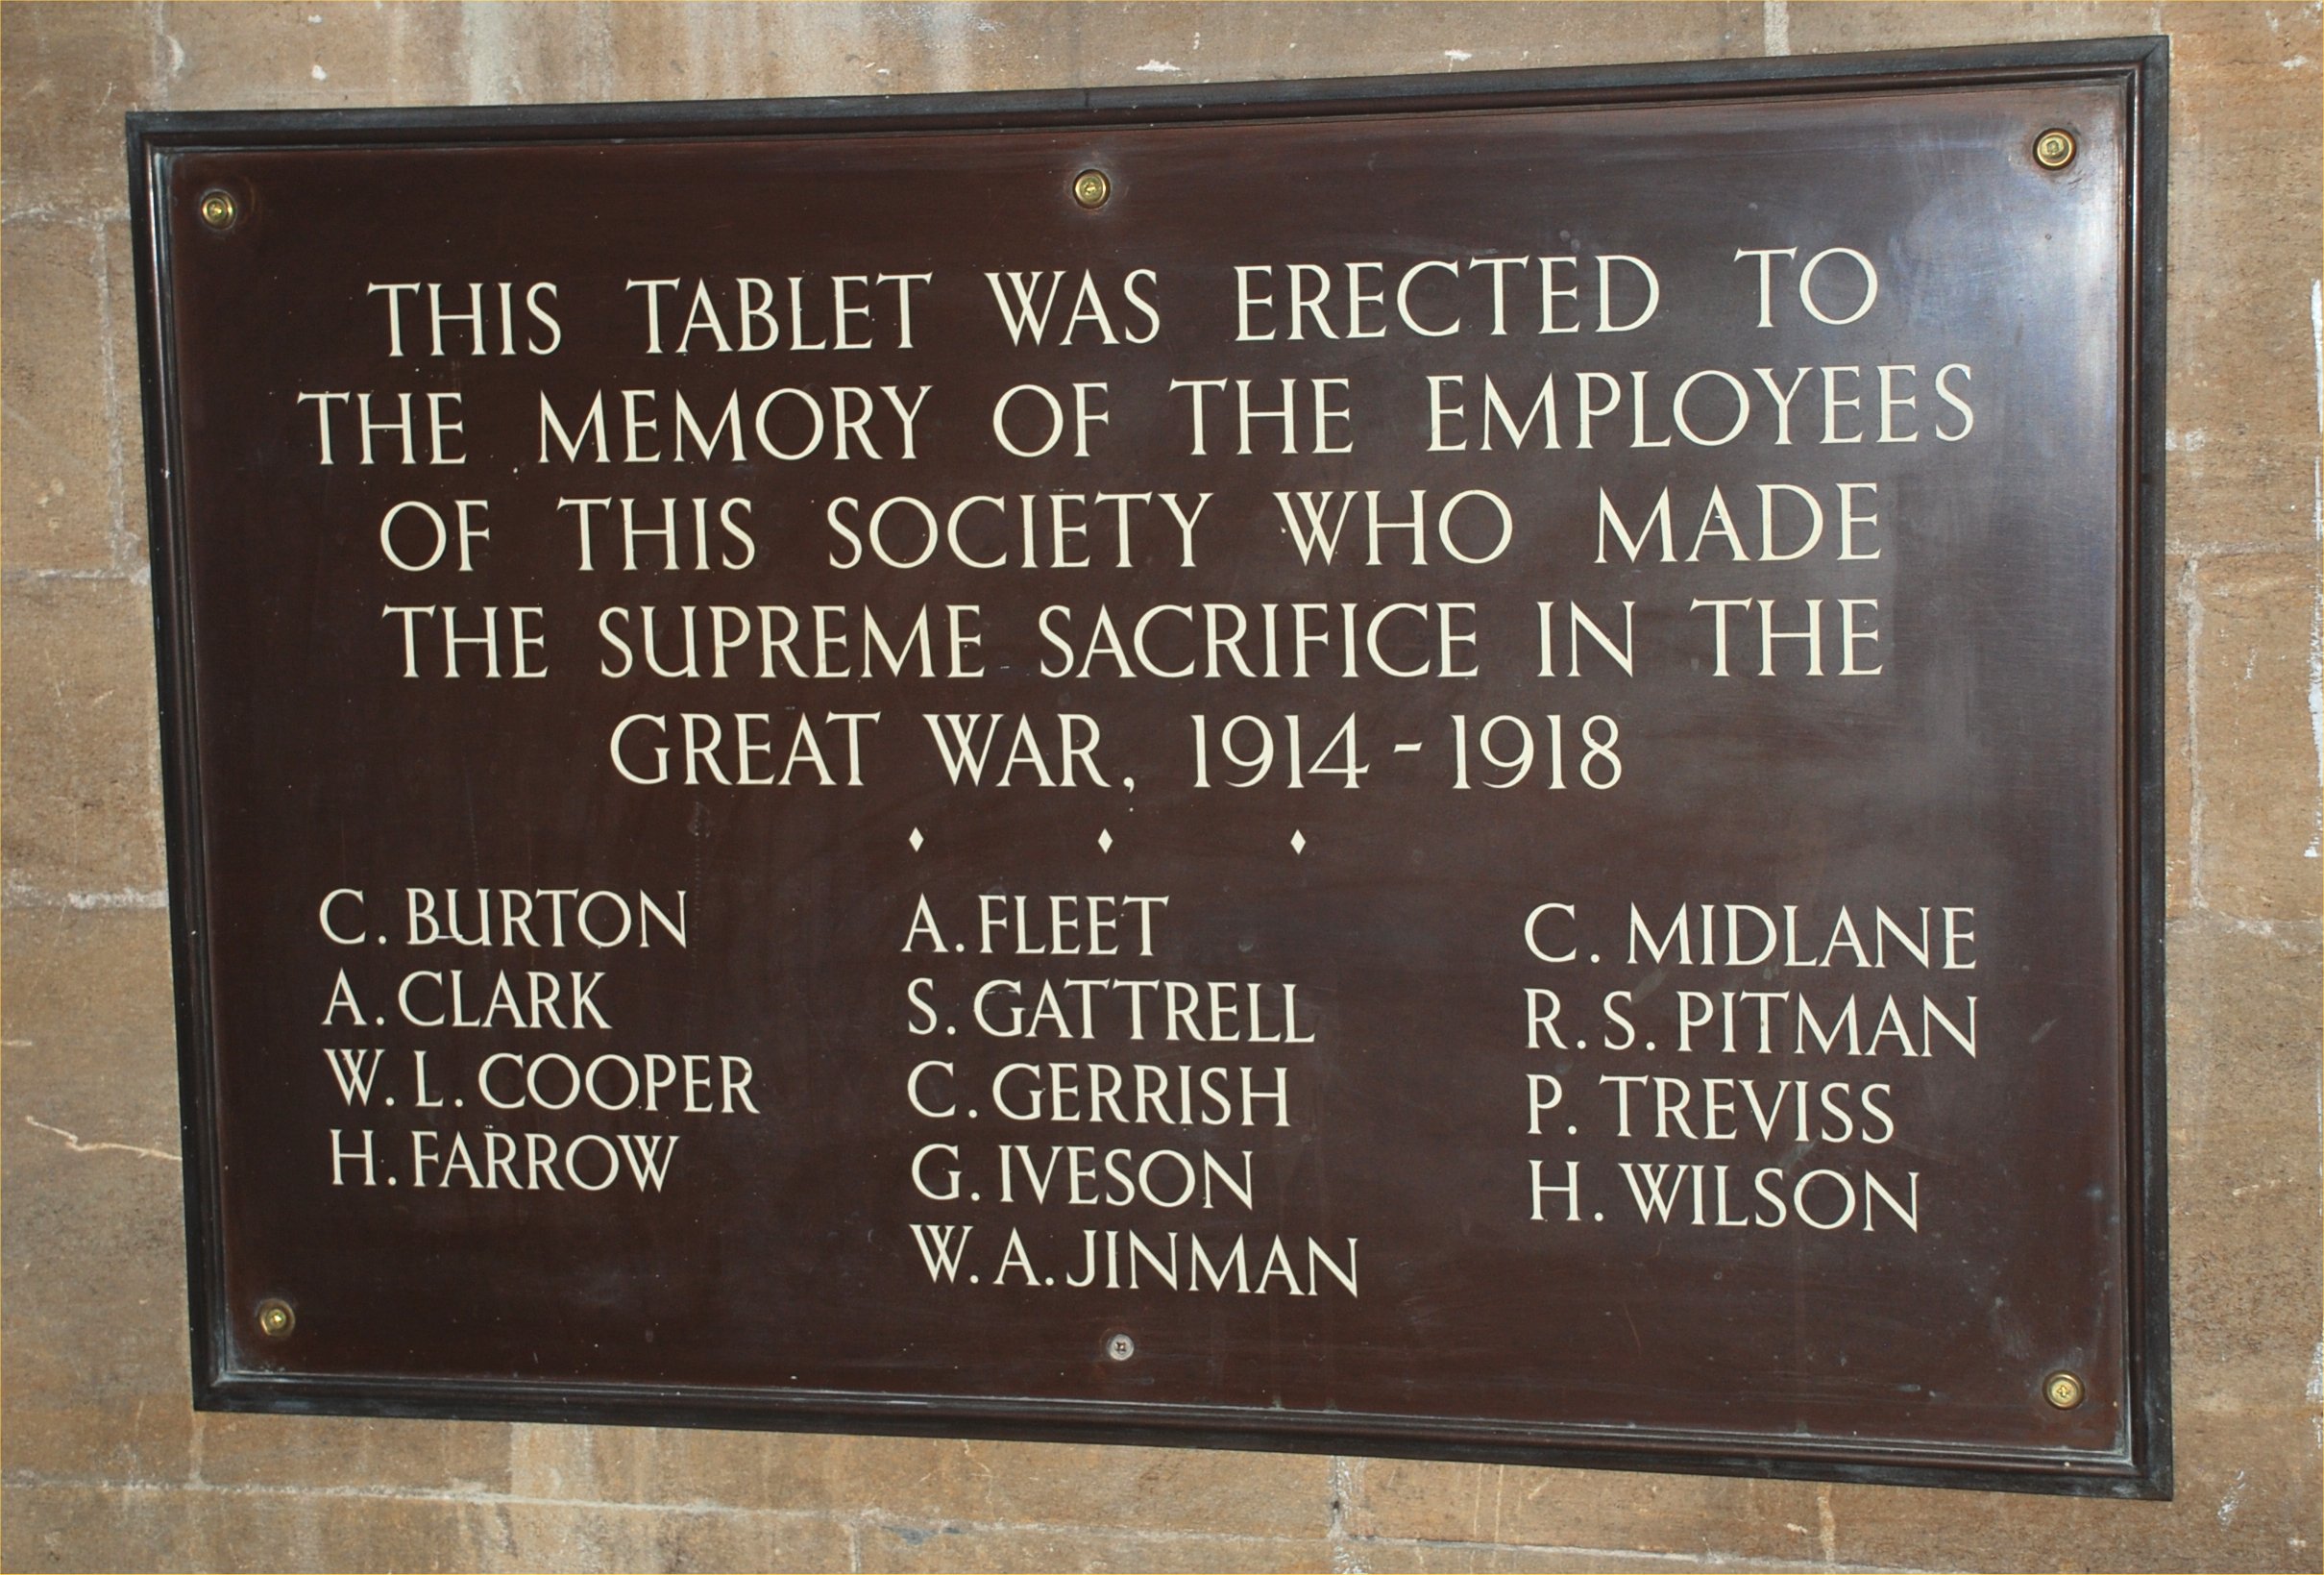 THIS TABLET WAS ERECTED TO
THE MEMORY OF THE EMPLOYEES
OF THIS SOCIETY WHO MADE
THE SUPREME SACRIFICE IN THE
GREAT WAR, 1914-1918
C. BURTON
A. CLARK
W. L. COOPER
H. FARROW
A. FLEET
S. GATTRELL
C. GERRISH
G. IVESON
W. A. JINMAN
C. MIDLANE
R. S. PITMAN
P. TREVISS
H. WILSON